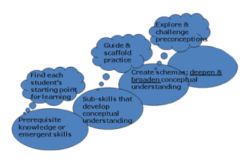 Explore &
challenge
preconceptions
Guide &
scaffold
practice
Create schemas: deepen &
broaden conceptual
understanding
Find each
student's
starting point
for learning
Sub-skills that
develop
conceptual
understanding
Prerequisite
knowledge or
emergent skills